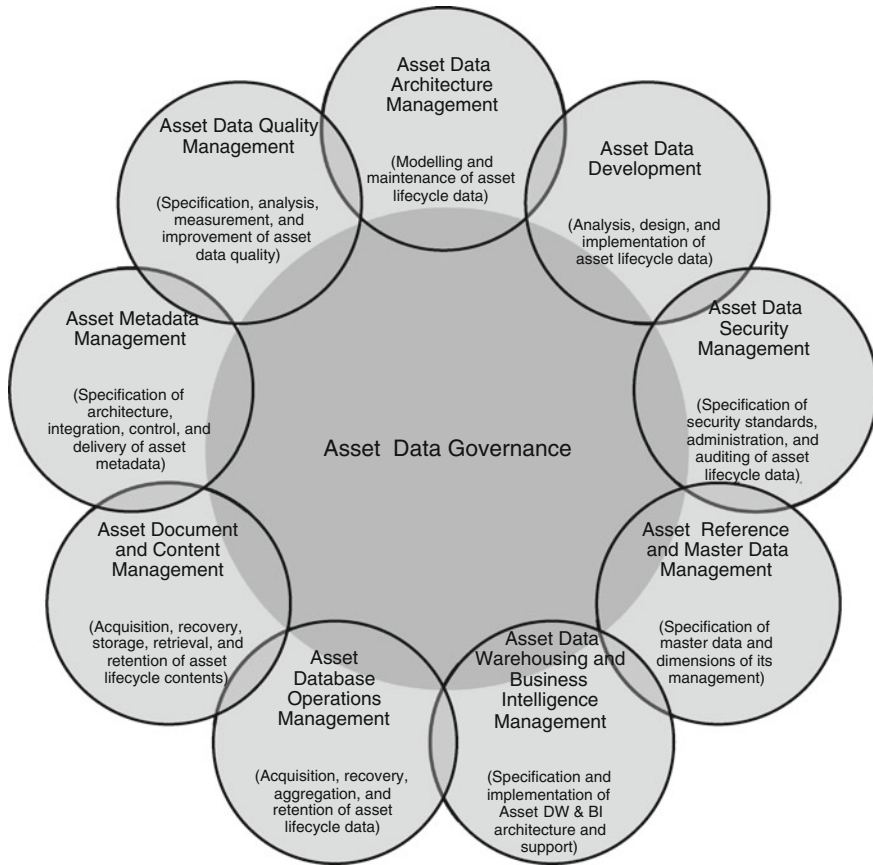 Asset Data
Architecture
Management
(Modelling and
maintenance of asset
lifecycle data)
Asset Data
Development
(Analysis, design, and
implementation of
asset lifecycle data)
Asset Data
Security
Management
(Specification of
security standards,
administration, and
auditing of asset
lifecycle data)
Asset Reference
and Master Data
Management
(Specification of
master data and
dimensions of its
management)
Asset Data
Warehousing and
Business
Intelligence
Management
(Specification and
implementation of
Asset DW & BI
architecture and
support)
Asset
Database
Operations
Management
(Acquisition, recovery,
aggregation, and
retention of asset
lifecycle data)
Asset Document
and Content
Management
(Acquisition, recovery,
storage, retrieval, and
retention of asset
lifecycle contents)
Asset Metadata
Management
(Specification of
architecture,
integration, control, and
delivery of asset
metadata)
Asset Data Quality
Management
(Specification, analysis,
measurement, and
improvement of asset
data quality)
Asset Data Governance